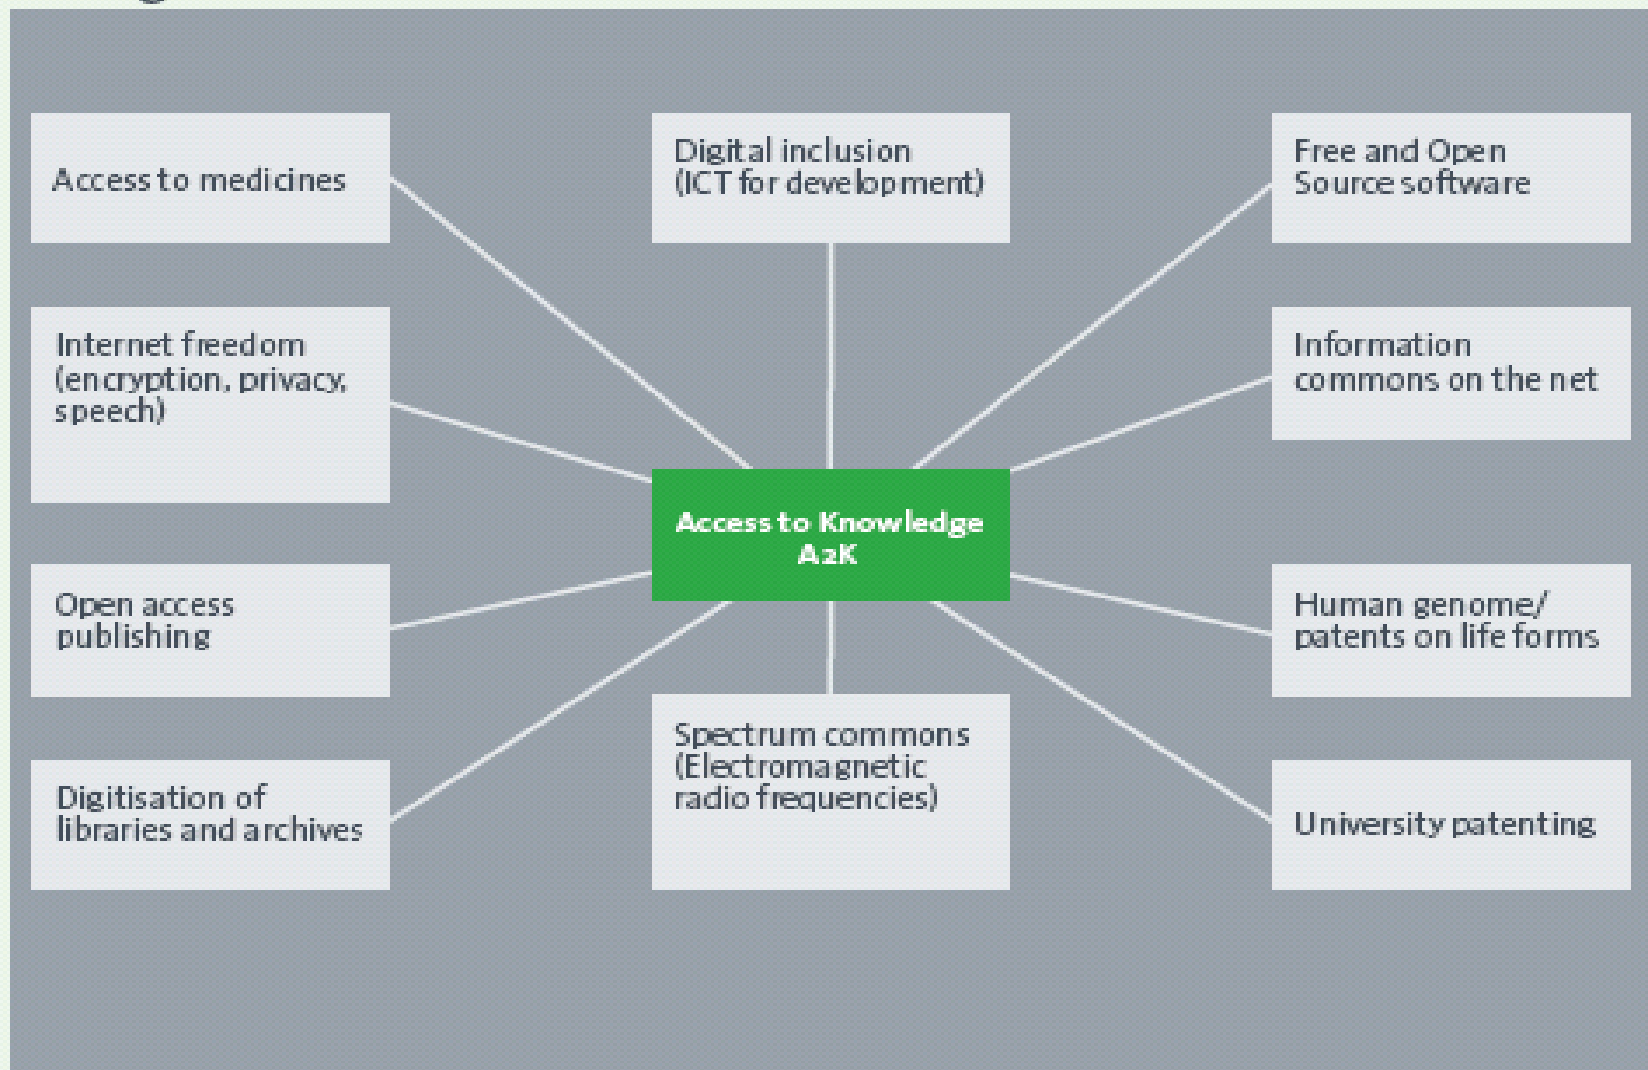 Access to medicines
Digital inclusion
(ICT for development)
Free and Open
Source software
Internet freedom
(encryption, privacy,
speech)
Information
commons on the net
Access to Knowledge
A2K
Open access
publishing
Human genome/
patents on life forms
Spectrum commons
(Electromagnetic
radio frequencies)
Digitisation of
libraries and archives
University patenting